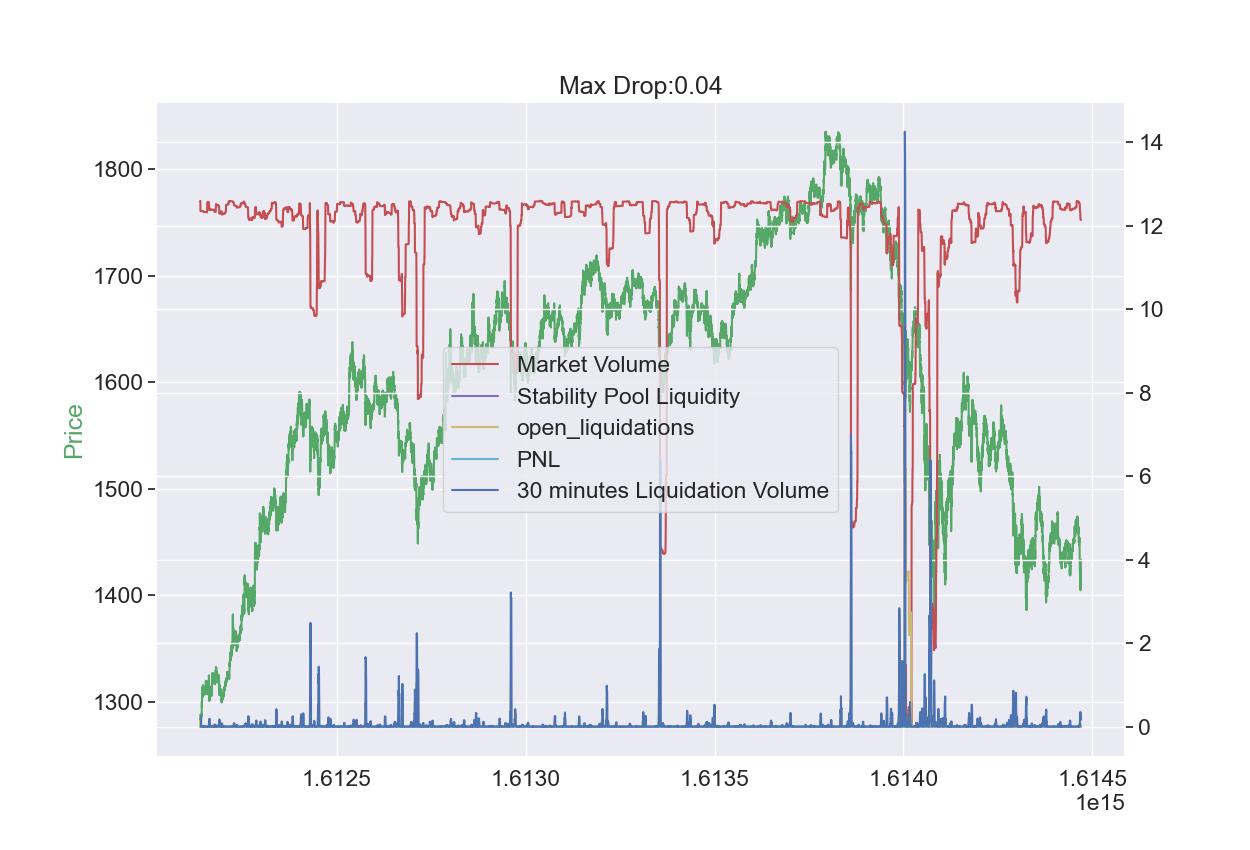 Max Drop:0.04
Price
1800
1700
1600
1500
1400
1300
14
12
10
8
6
4
2
0
Market Volume
Stability Pool Liquidity
open_liquidations
PNL
30 minutes Liquidation Volume
1.6125
1.6130
1.6135
1.6140
1.6145
1e15